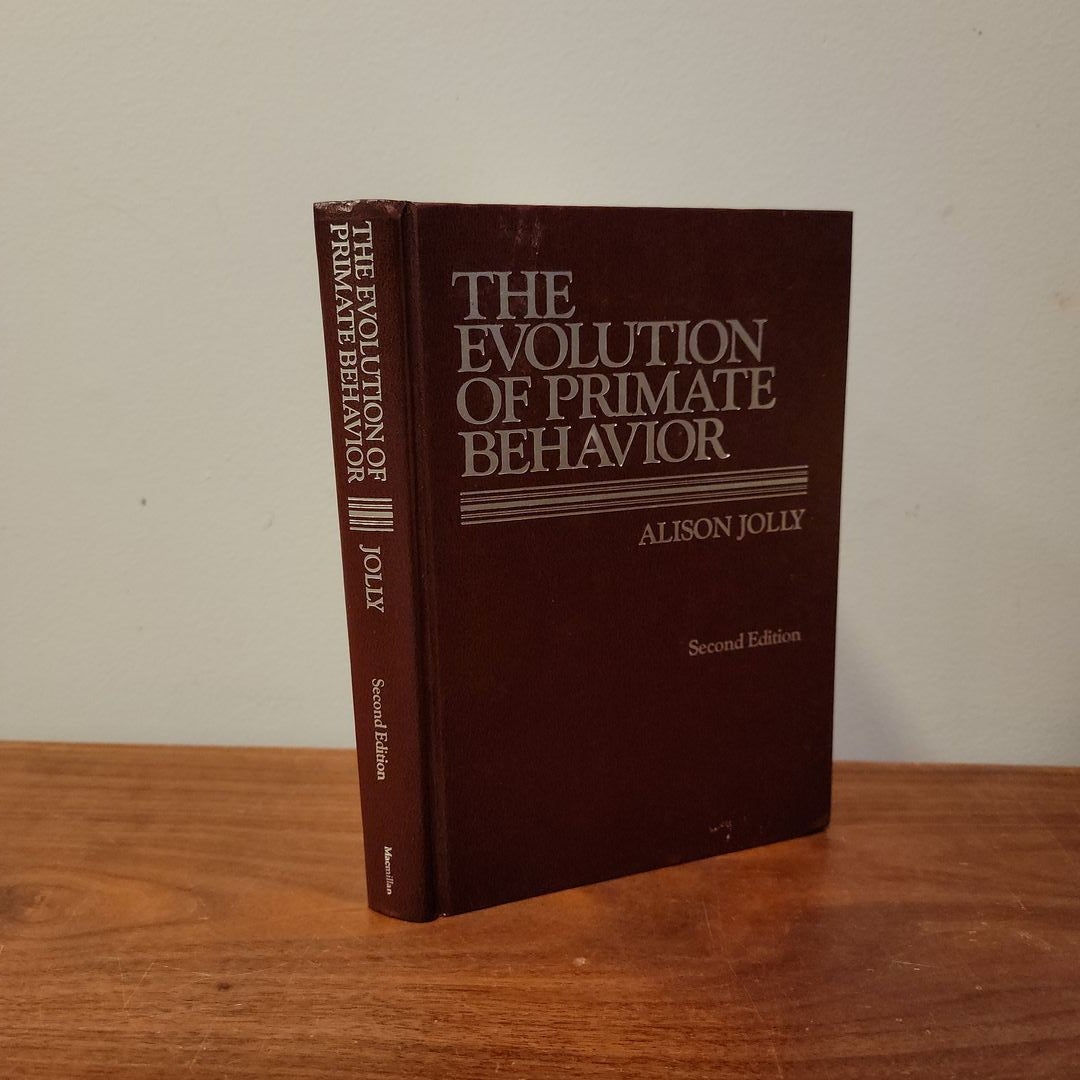 THE EVOLUTION OF
PRIMATE BEHAVIOR
JOLLY
Second Edition
Macmillan
THE
EVOLUTION
OF PRIMATE
BEHAVIOR
ALISON JOLLY
Second Edition